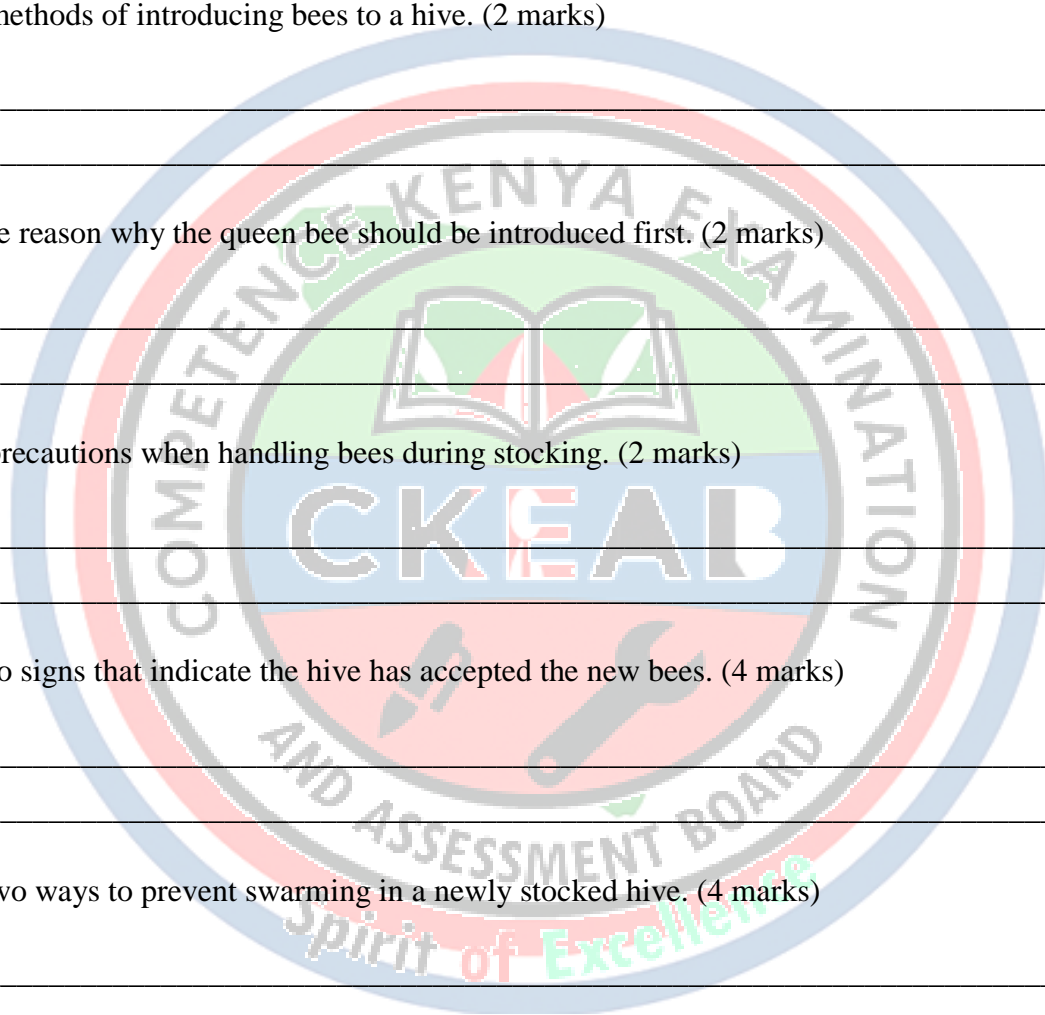 methods of introducing bees to a hive. (2 marks)
reason why the queen bee should be introduced first. (2 marks)
precautions when handling bees during stocking. (2 marks)
signs that indicate the hive has accepted the new bees. (4 marks)
ways to prevent swarming in a newly stocked hive. (4 marks)
COMPETENCE KENYA EXAMINATION
CKEAB
AND ASSESSMENT BOARD
Spirit of Excellence